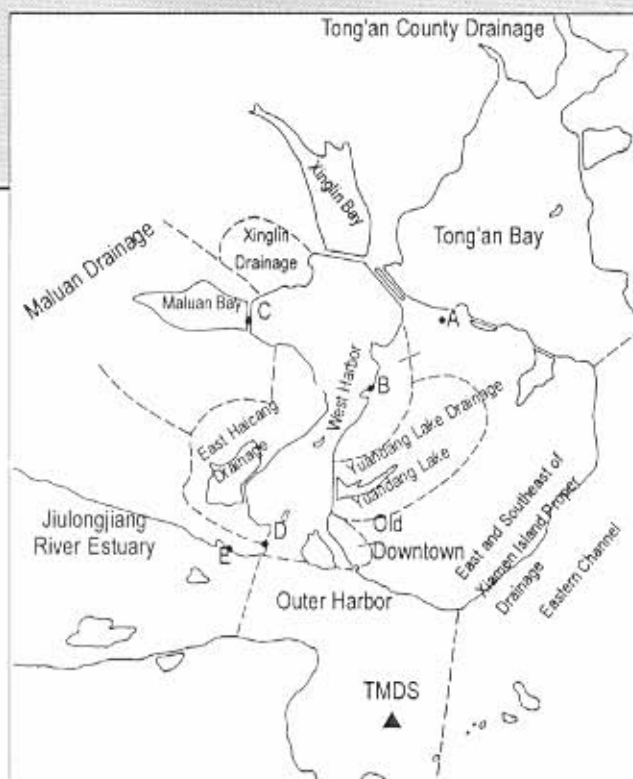 Tong'an County Drainage
Xinglin Bay
Tong'an Bay
Xinglin
Drainage
Maluan Drainage
Maluan Bay
C
A
West Harbor
B
East Haicang
Drainage
Yuandang Lake Drainage
Yuandang Lake
Old
Downtown
Jiulongjiang
River Estuary
D
E
East and Southeast of
Xiamen Island Proper
Drainage
Eastern Channel
Outer Harbor
TMDS